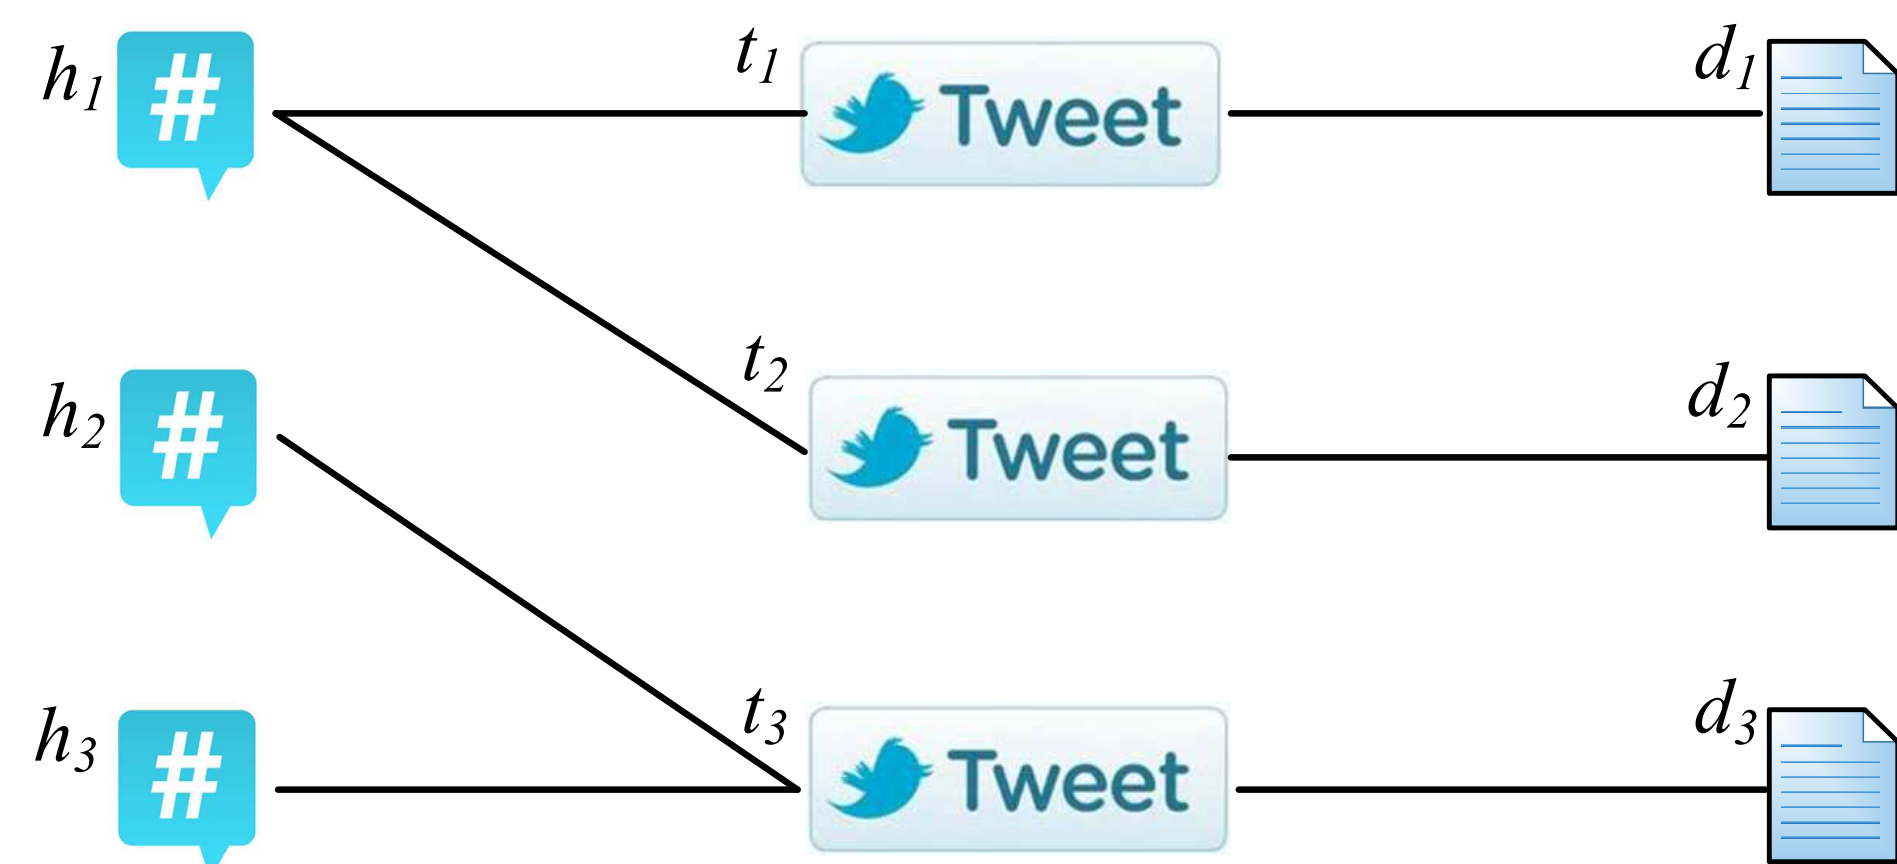 h₁ # t₁ Tweet d₁
h₂ # t₂ Tweet d₂
h₃ # t₃ Tweet d₃